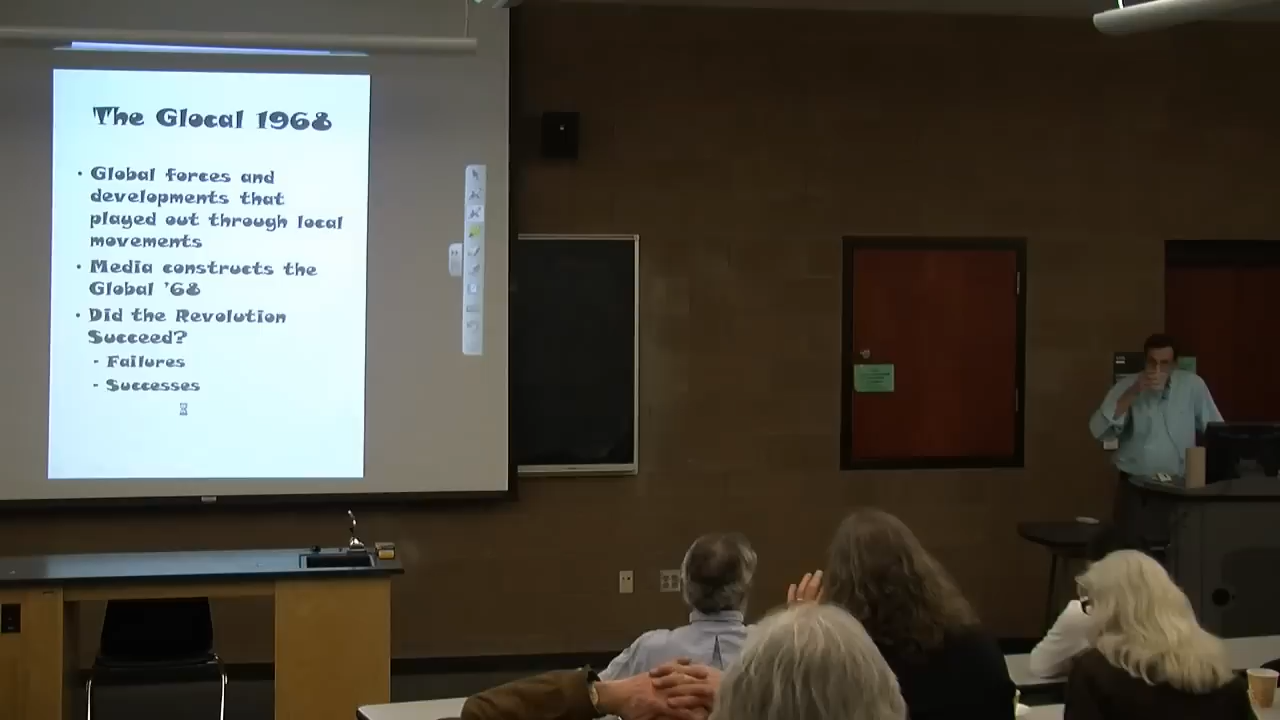 The Glocal 1968
• Global forces and
developments that
played out through local
movements
• Media constructs the
Global '68
• Did the Revolution
Succeed?
- Failures
- Successes